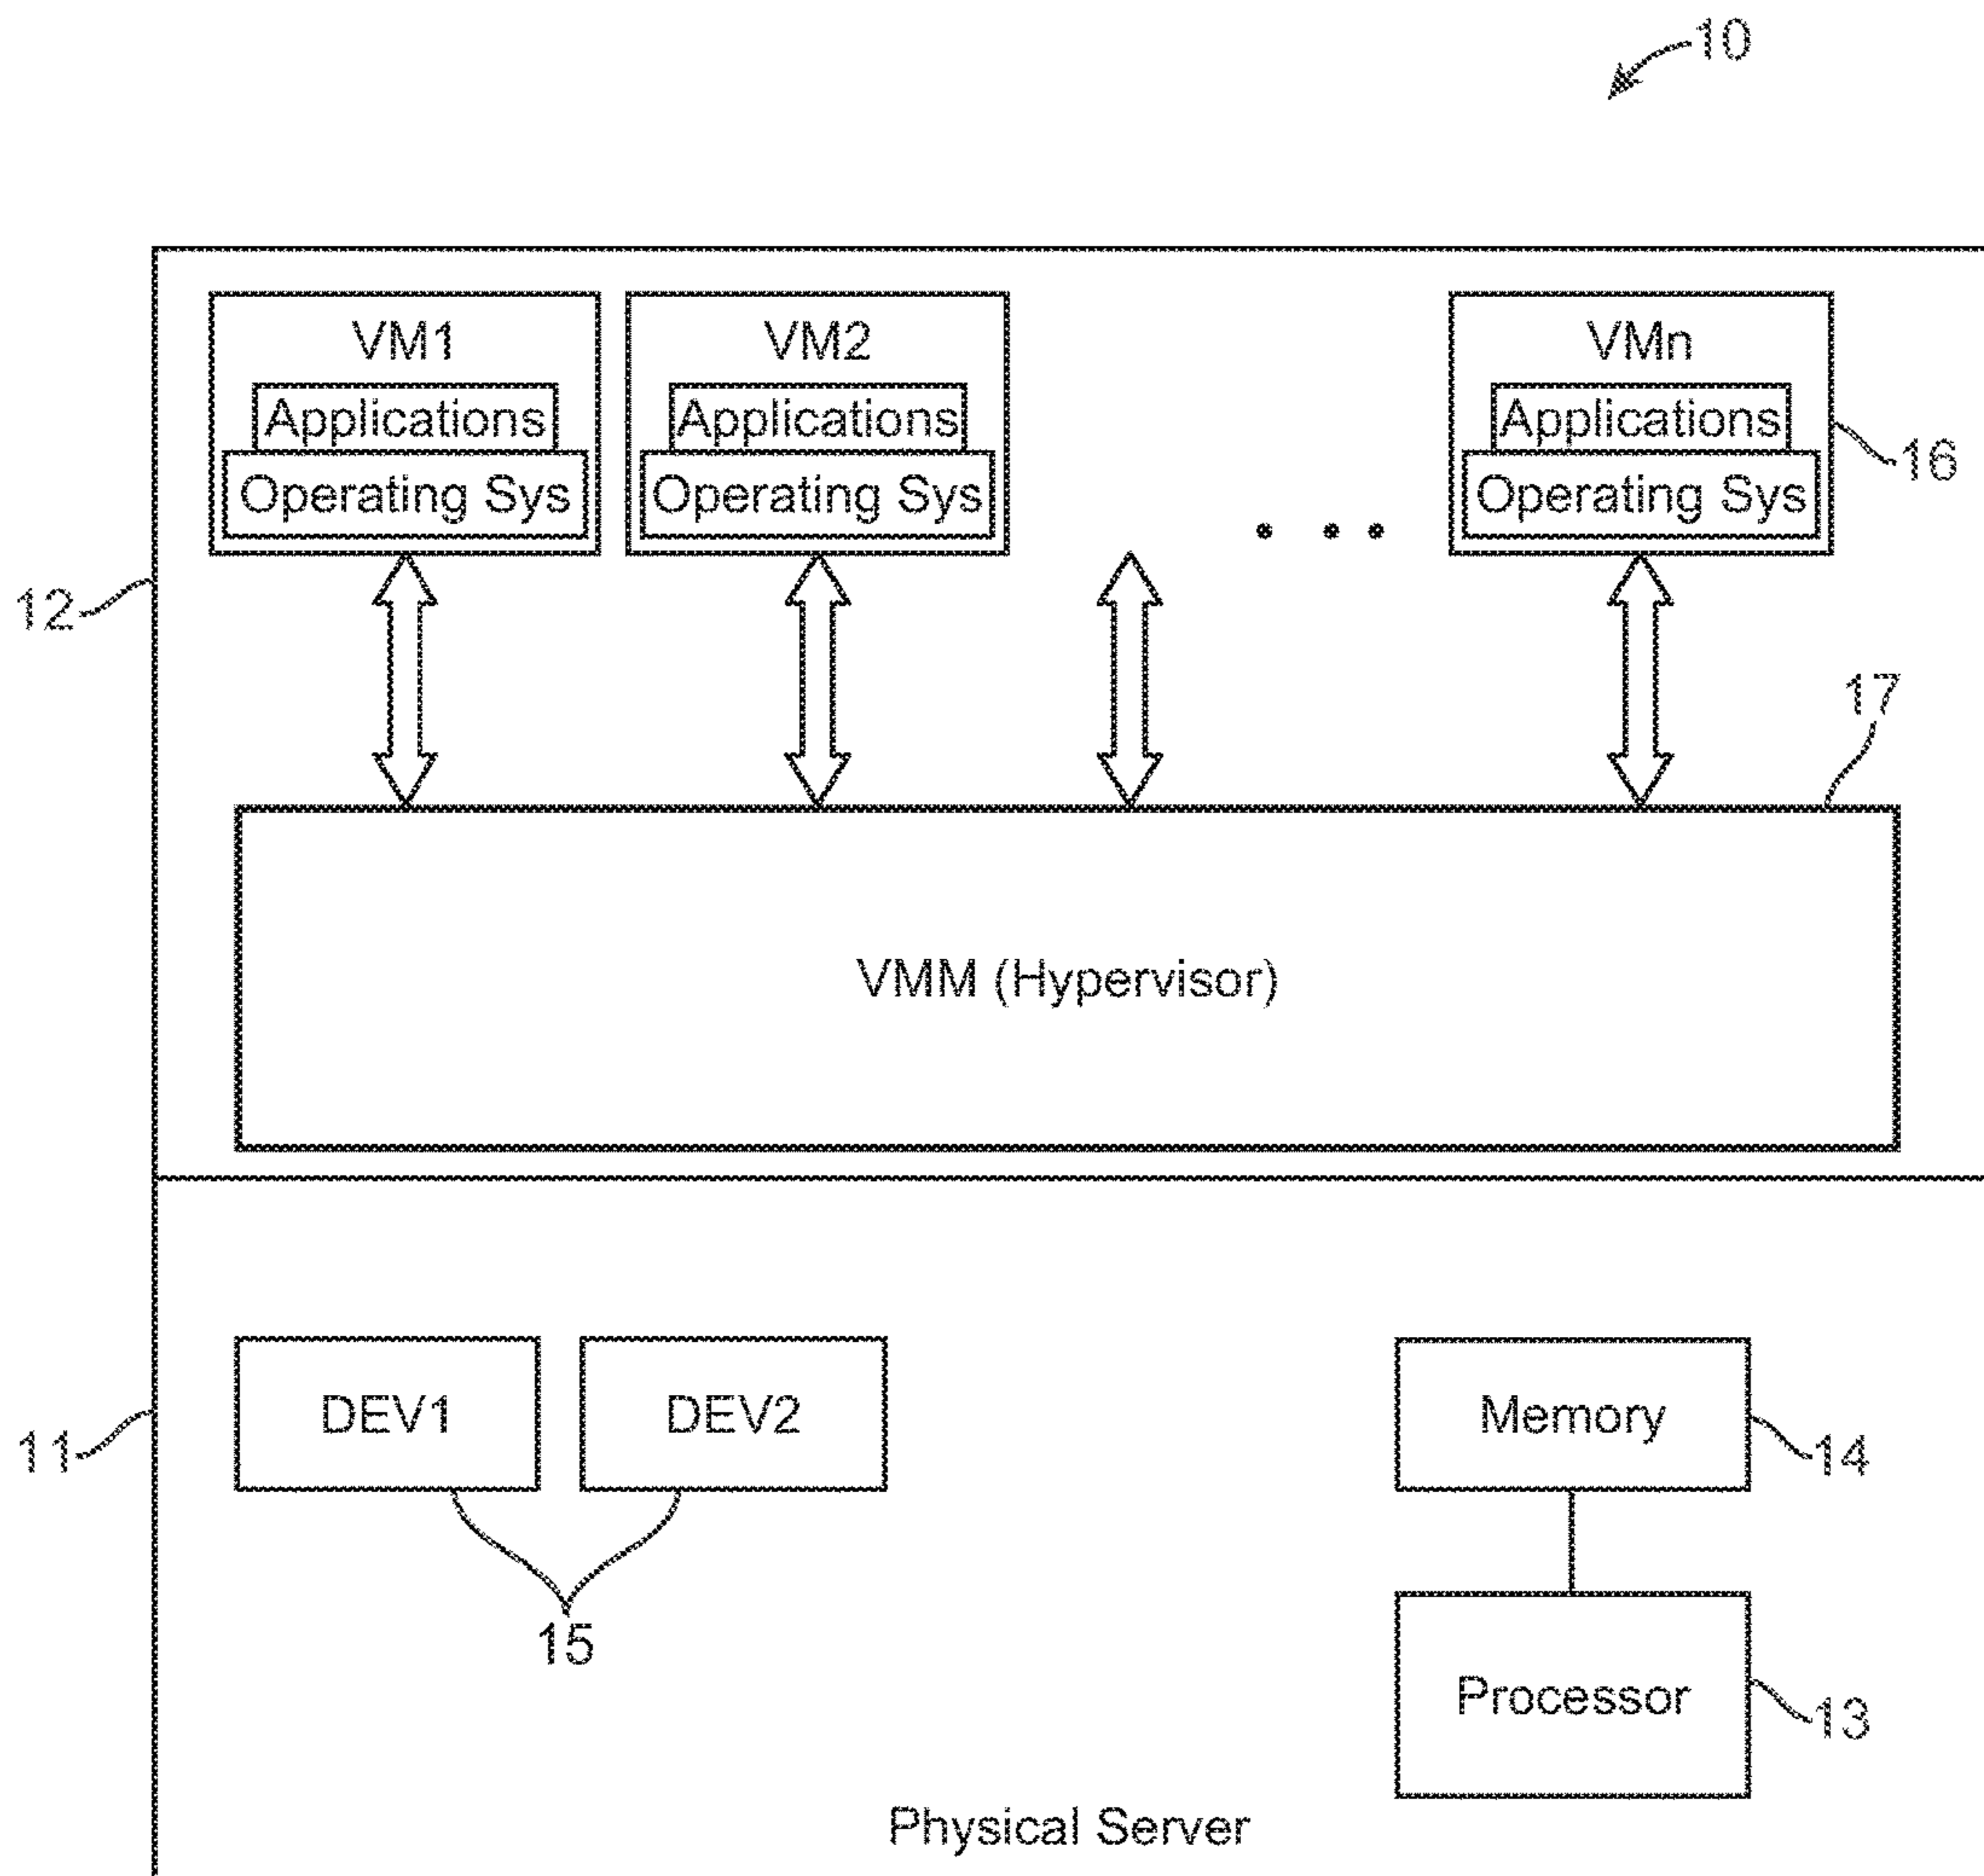 10
VM1
Applications
Operating Sys
VM2
Applications
Operating Sys
VMn
Applications
Operating Sys
16
12
17
VMM (Hypervisor)
DEV1
DEV2
Memory
11
14
15
Processor
13
Physical Server